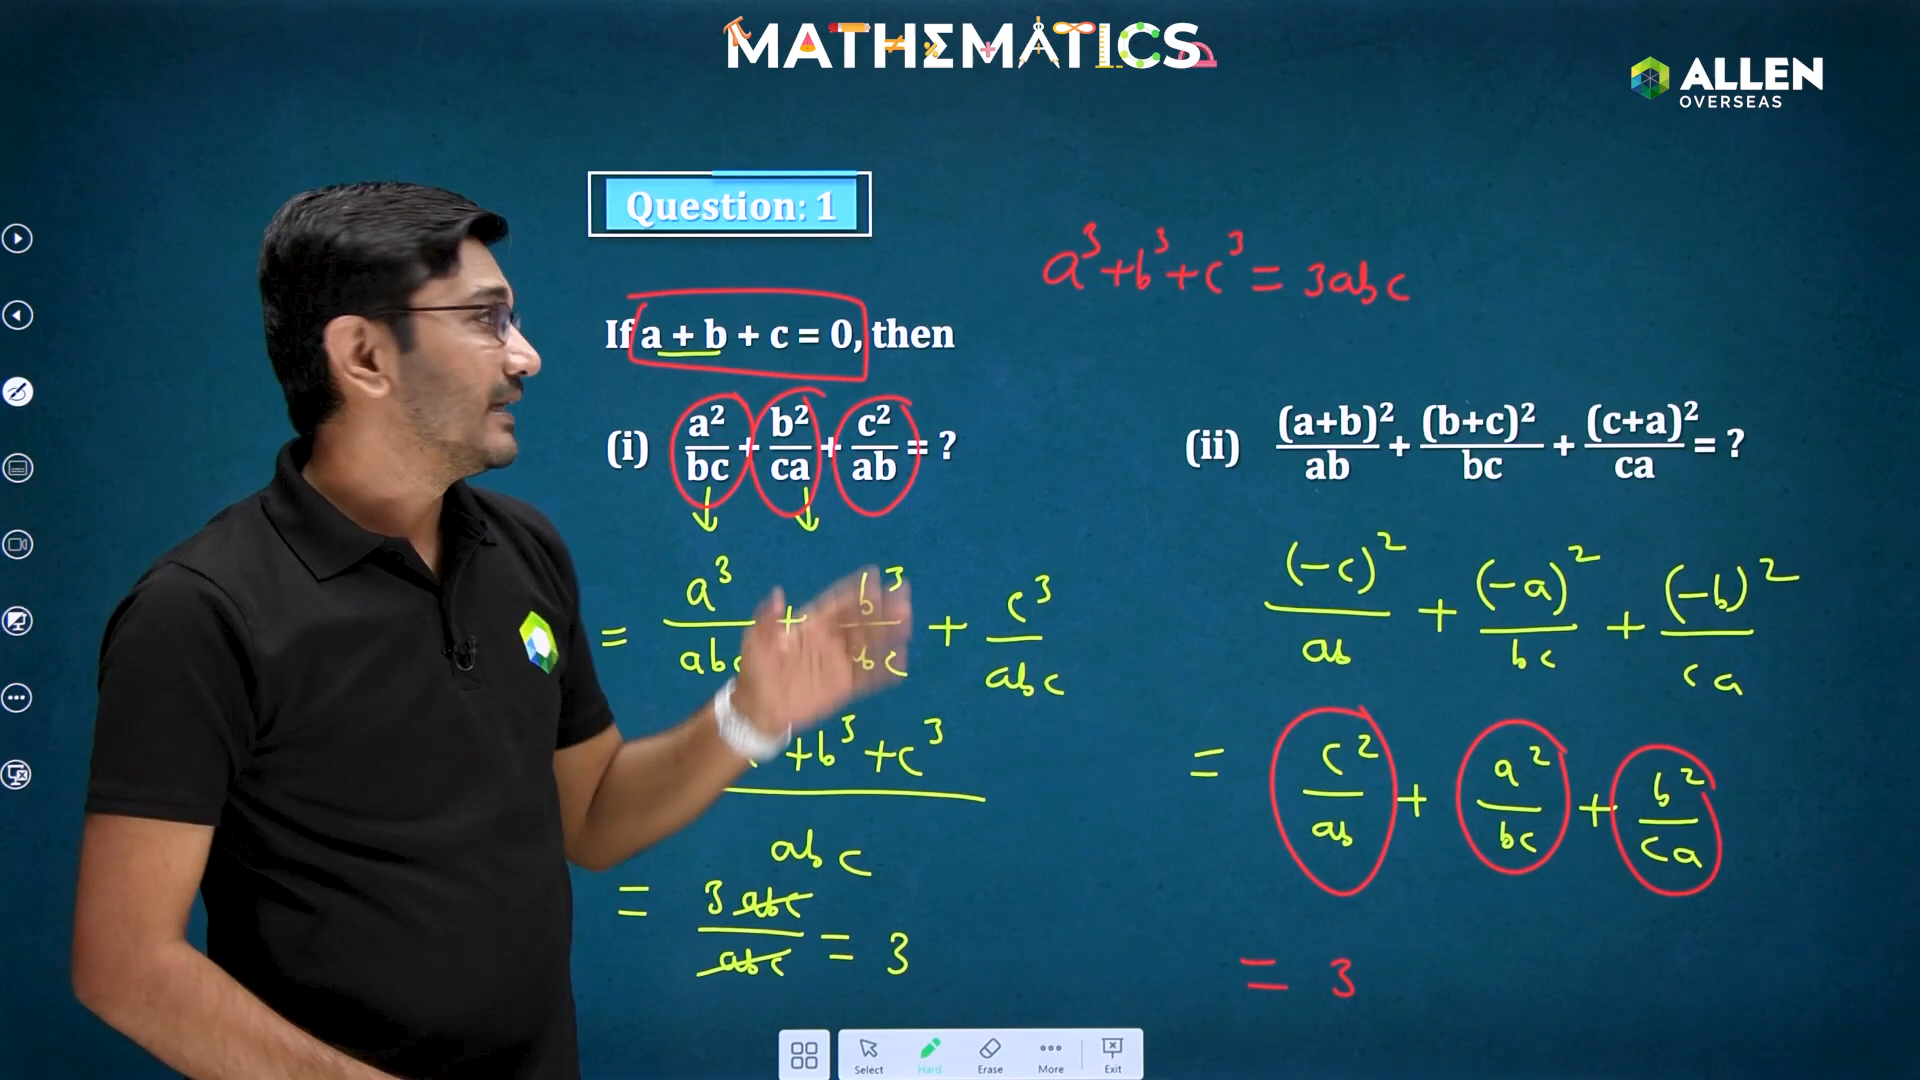 MATHEMATICS
ALLEN
OVERSEAS
Question: 1
a³+b³+c³ = 3abc
If a + b + c = 0, then
(i) a²/bc + b²/ca + c²/ab = ?
(ii) (a+b)²/ab + (b+c)²/bc + (c+a)²/ca = ?
= a³/abc + b³/abc + c³/abc
+b³+c³
abc
= 3abc/abc = 3
(-c)²/ab + (-a)²/bc + (-b)²/ca
= c²/ab + a²/bc + b²/ca
= 3
Select Hard Erase More Exit